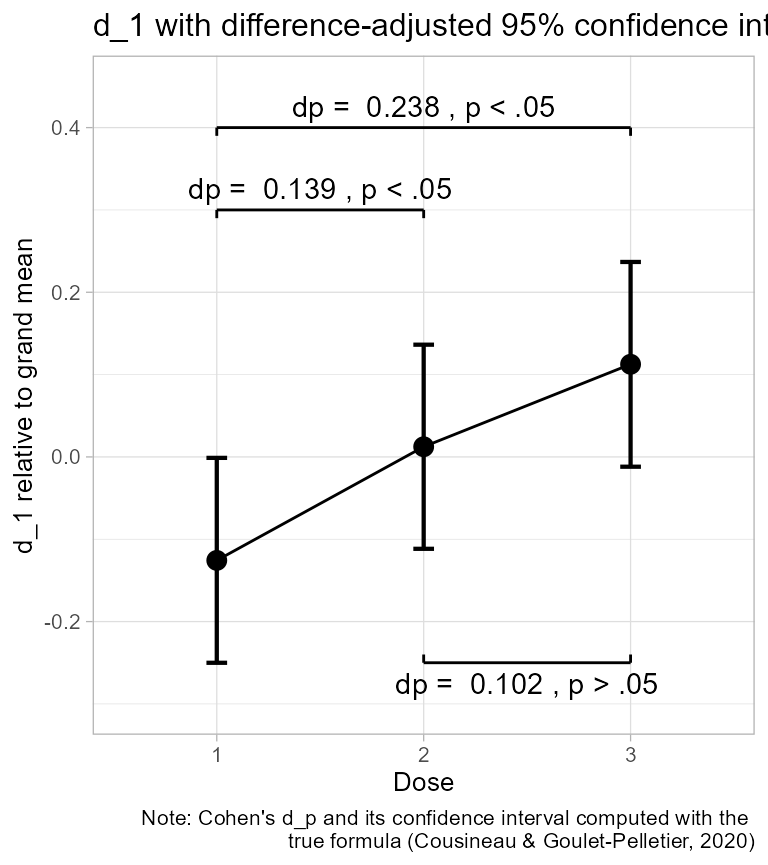 d_1 with difference-adjusted 95% confidence int
dp =  0.238 , p < .05
0.4
dp =  0.139 , p < .05
0.2
d_1 relative to grand mean
0.0
-0.2
dp =  0.102 , p > .05
1 2 3
Dose
Note: Cohen's d_p and its confidence interval computed with the
true formula (Cousineau & Goulet-Pelletier, 2020)